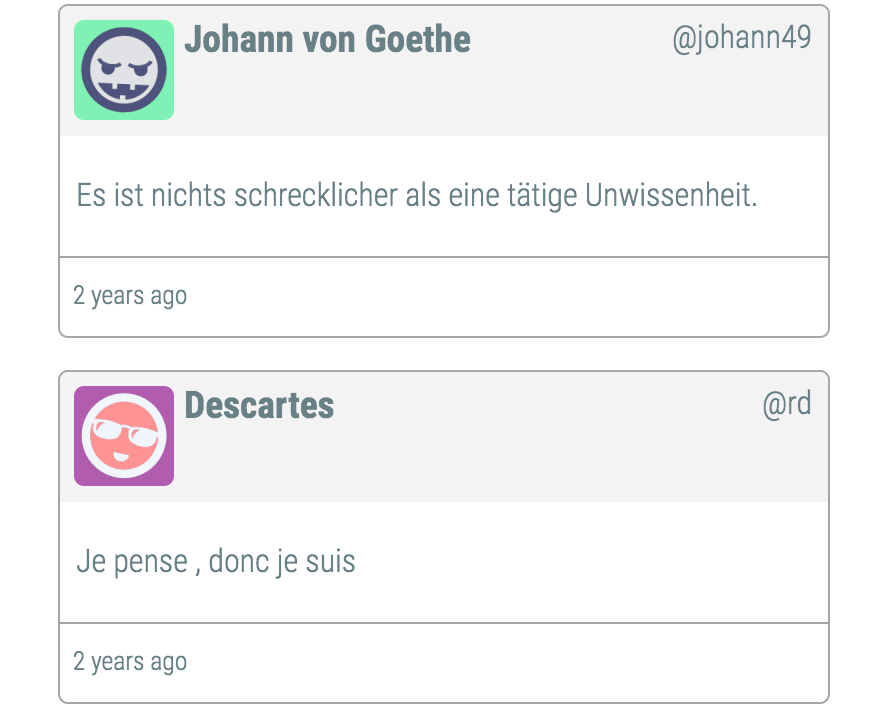 Johann von Goethe @johann49
Es ist nichts schrecklicher als eine tätige Unwissenheit.
2 years ago
Descartes @rd
Je pense , donc je suis
2 years ago